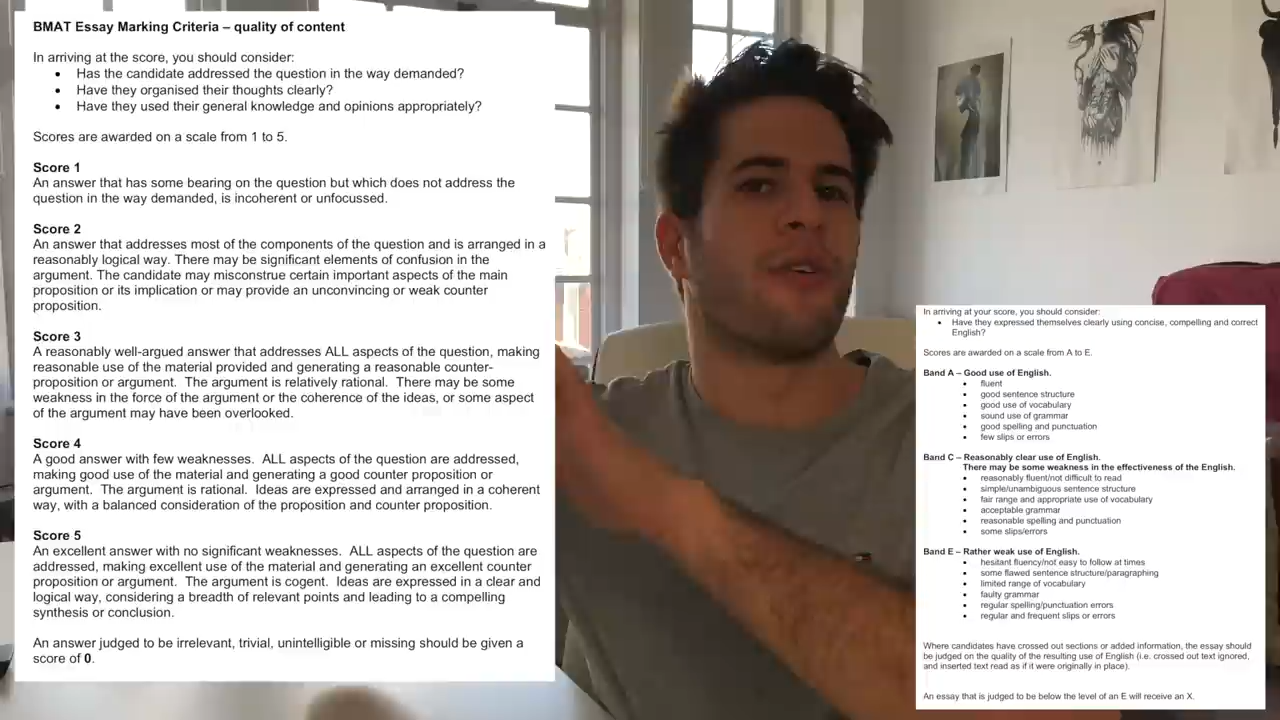 BMAT Essay Marking Criteria – quality of content
In arriving at the score, you should consider:
• Has the candidate addressed the question in the way demanded?
• Have they organised their thoughts clearly?
• Have they used their general knowledge and opinions appropriately?
Scores are awarded on a scale from 1 to 5.
Score 1
An answer that has some bearing on the question but which does not address the
question in the way demanded, is incoherent or unfocussed.
Score 2
An answer that addresses most of the components of the question and is arranged in a
reasonably logical way. There may be significant elements of confusion in the
argument. The candidate may misconstrue certain important aspects of the main
proposition or its implication or may provide an unconvincing or weak counter
proposition.
Score 3
A reasonably well-argued answer that addresses ALL aspects of the question, making
reasonable use of the material provided and generating a reasonable counter-
proposition or argument. The argument is relatively rational. There may be some
weakness in the force of the argument or the coherence of the ideas, or some aspect
of the argument may have been overlooked.
Score 4
A good answer with few weaknesses. ALL aspects of the question are addressed,
making good use of the material and generating a good counter proposition or
argument. The argument is rational. Ideas are expressed and arranged in a coherent
way, with a balanced consideration of the proposition and counter proposition.
Score 5
An excellent answer with no significant weaknesses. ALL aspects of the question are
addressed, making excellent use of the material and generating an excellent counter
proposition or argument. The argument is cogent. Ideas are expressed in a clear and
logical way, considering a breadth of relevant points and leading to a compelling
synthesis or conclusion.
An answer judged to be irrelevant, trivial, unintelligible or missing should be given a
score of 0.
In arriving at your score, you should consider:
• Have they expressed themselves clearly using concise, compelling and correct
English?
Scores are awarded on a scale from A to E.
Band A – Good use of English.
• fluent
• good sentence structure
• good use of vocabulary
• sound use of grammar
• good spelling and punctuation
• few slips or errors
Band C – Reasonably clear use of English.
There may be some weakness in the effectiveness of the English.
• reasonably fluent/not difficult to read
• simple/unambiguous sentence structure
• fair range and appropriate use of vocabulary
• acceptable grammar
• reasonable spelling and punctuation
• some slips/errors
Band E – Rather weak use of English.
• hesitant fluency/not easy to follow at times
• some flawed sentence structure/paragraphing
• limited range of vocabulary
• faulty grammar
• regular spelling/punctuation errors
• regular and frequent slips or errors
Where candidates have crossed out sections or added information, the essay should
be judged on the quality of the resulting use of English (i.e. crossed out text ignored,
and inserted text read as if it were originally in place).
An essay that is judged to be below the level of an E will receive an X.